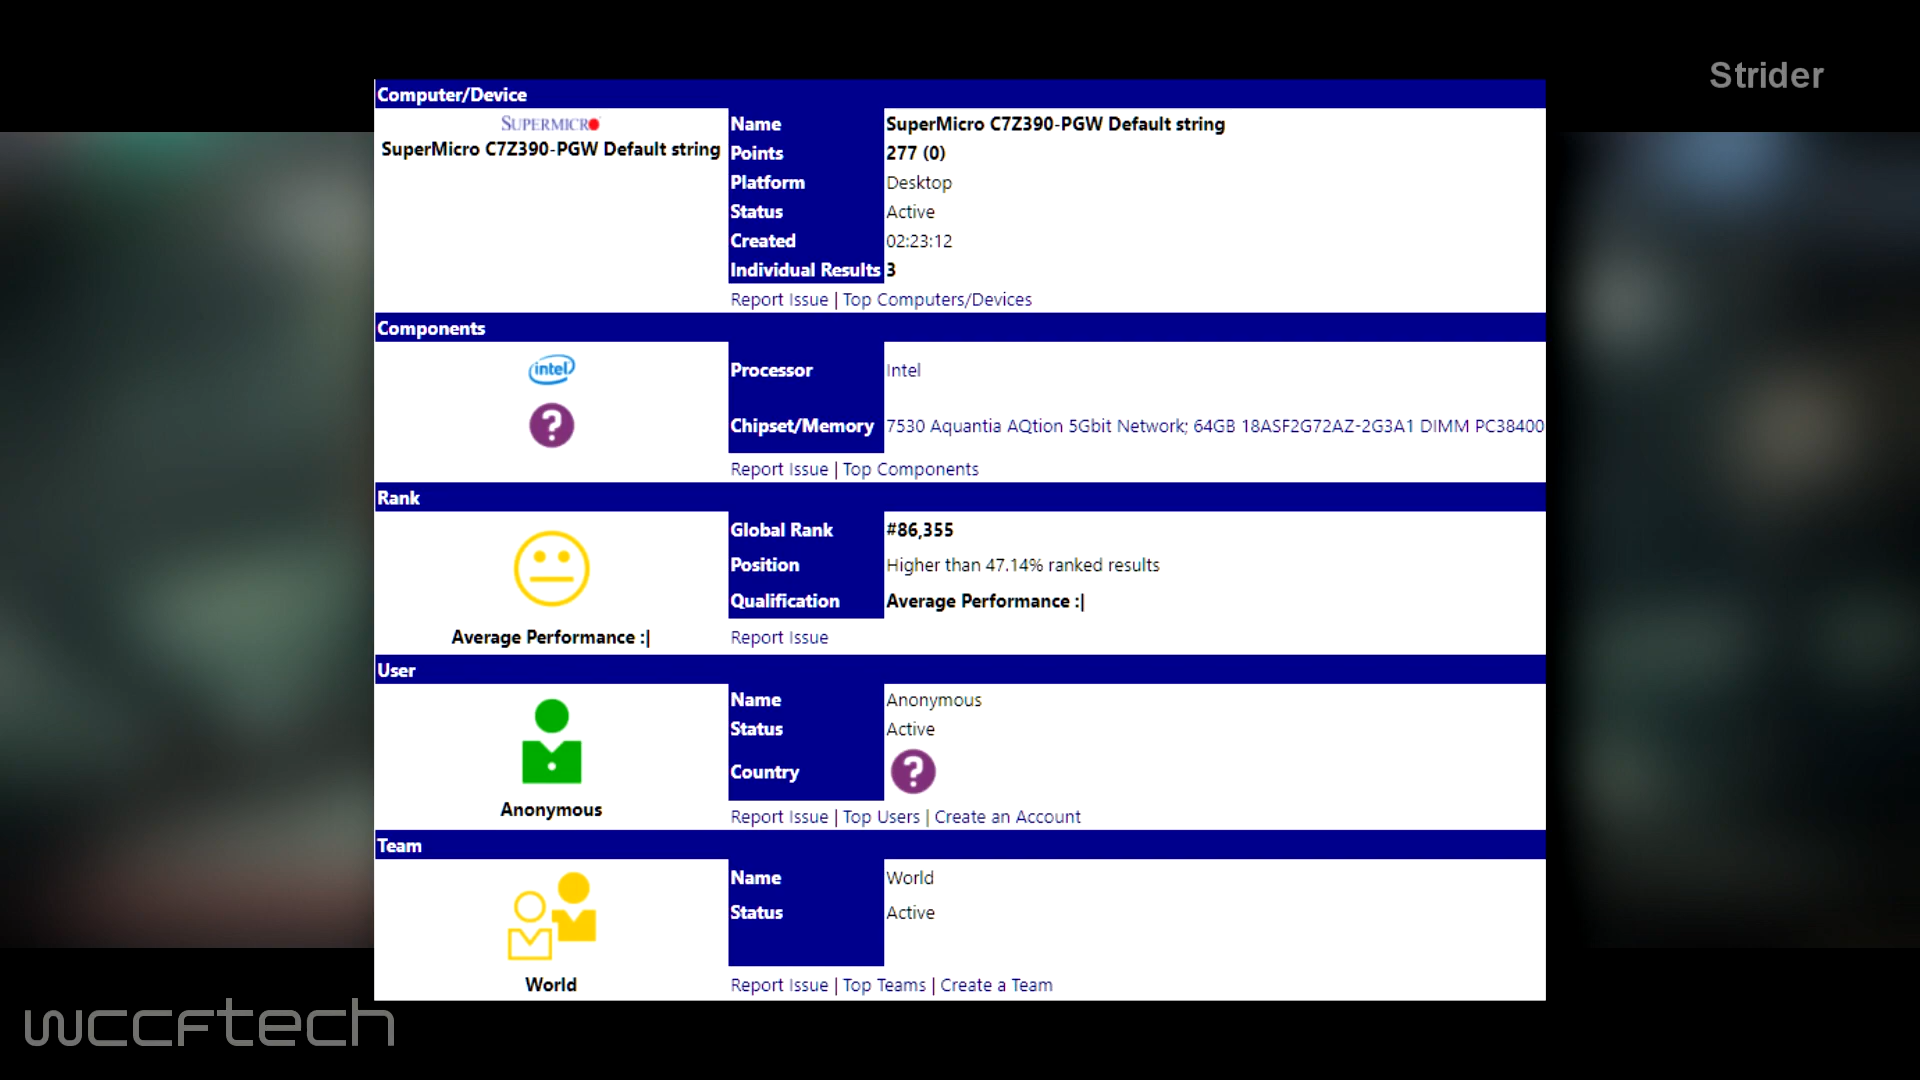 Strider
Computer/Device
SUPERMICRO
SuperMicro C7Z390-PGW Default string
Name SuperMicro C7Z390-PGW Default string
Points 277 (0)
Platform Desktop
Status Active
Created 02:23:12
Individual Results 3
Report Issue | Top Computers/Devices
Components
intel
Processor Intel
?
Chipset/Memory 7530 Aquantia AQtion 5Gbit Network; 64GB 18ASF2G72AZ-2G3A1 DIMM PC38400
Report Issue | Top Components
Rank
Global Rank #86,355
Position Higher than 47.14% ranked results
Qualification Average Performance :|
Average Performance :|
Report Issue
User
Name Anonymous
Status Active
Country ?
Anonymous
Report Issue | Top Users | Create an Account
Team
Name World
Status Active
World
Report Issue | Top Teams | Create a Team
wccftech